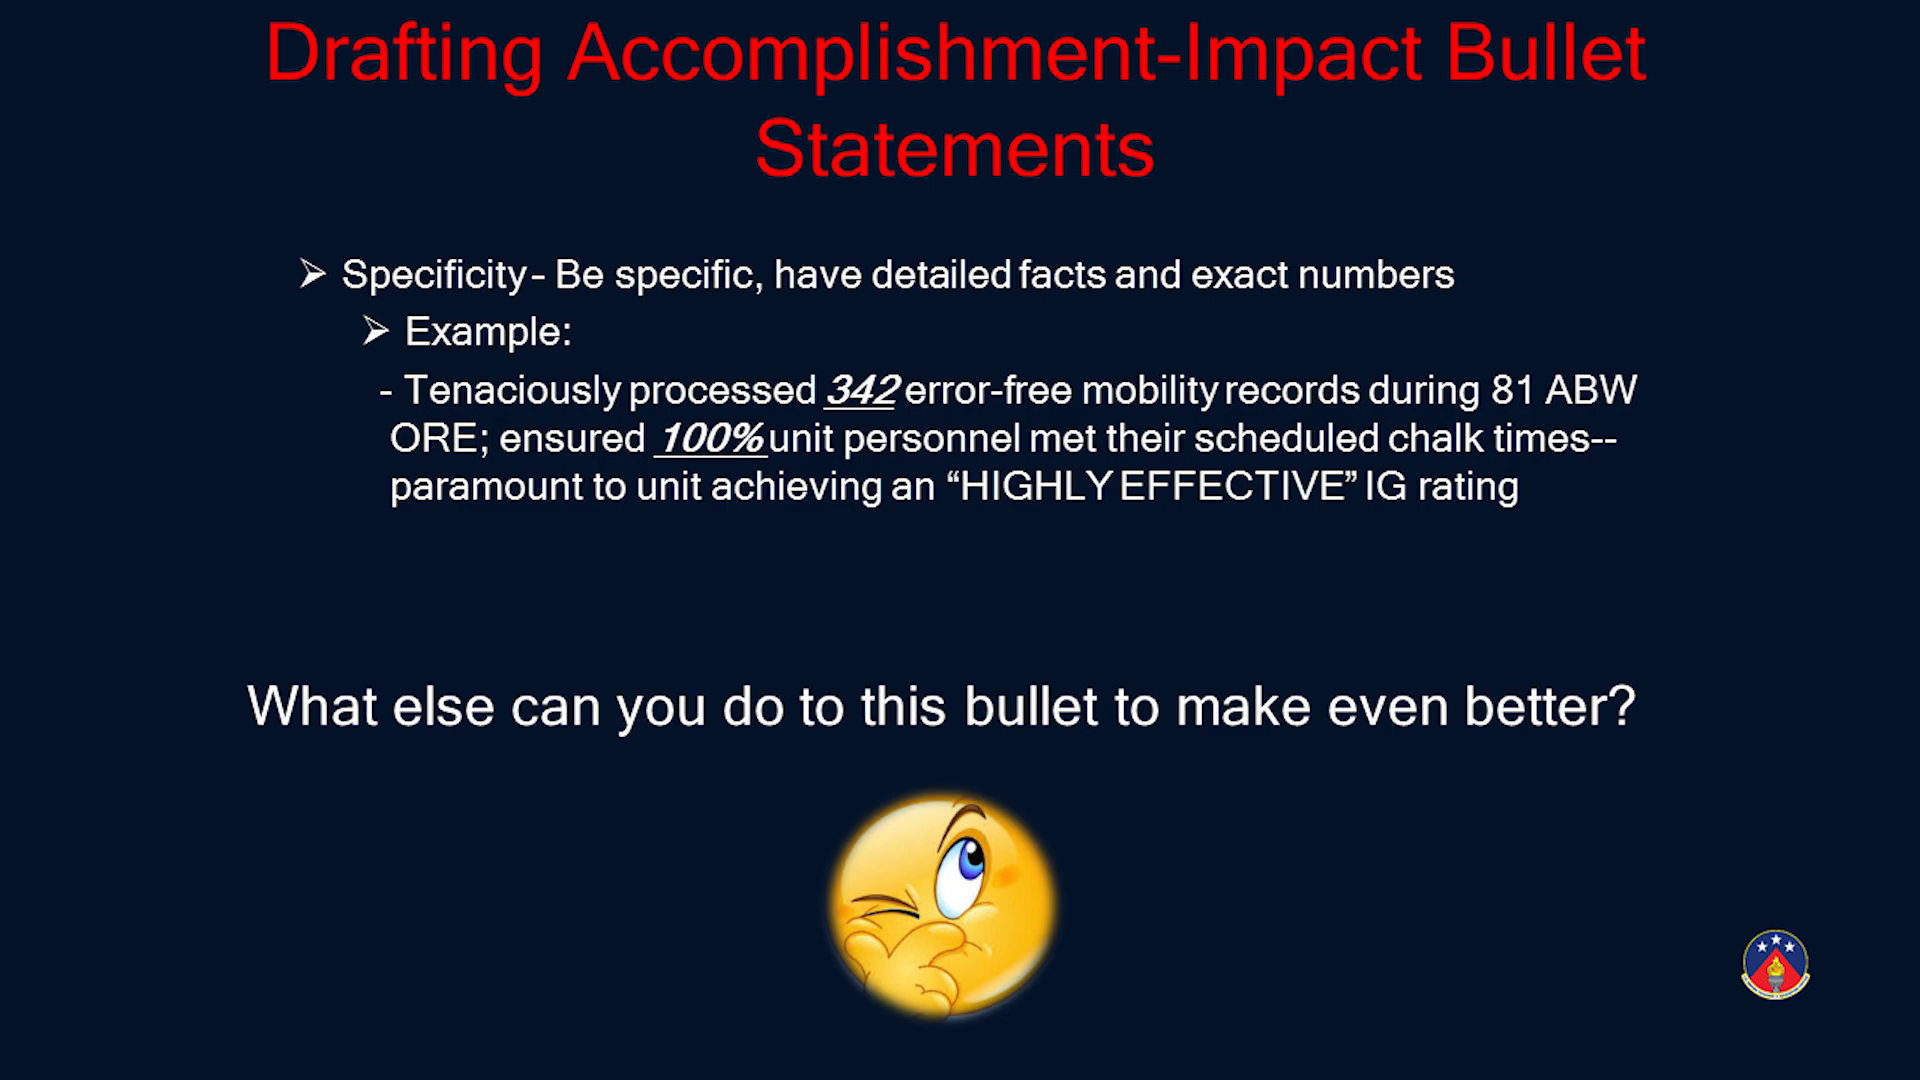 Drafting Accomplishment-Impact Bullet
Statements
Specificity - Be specific, have detailed facts and exact numbers
Example:
- Tenaciously processed 342 error-free mobility records during 81 ABW
ORE; ensured 100% unit personnel met their scheduled chalk times--
paramount to unit achieving an “HIGHLY EFFECTIVE” IG rating
What else can you do to this bullet to make even better?